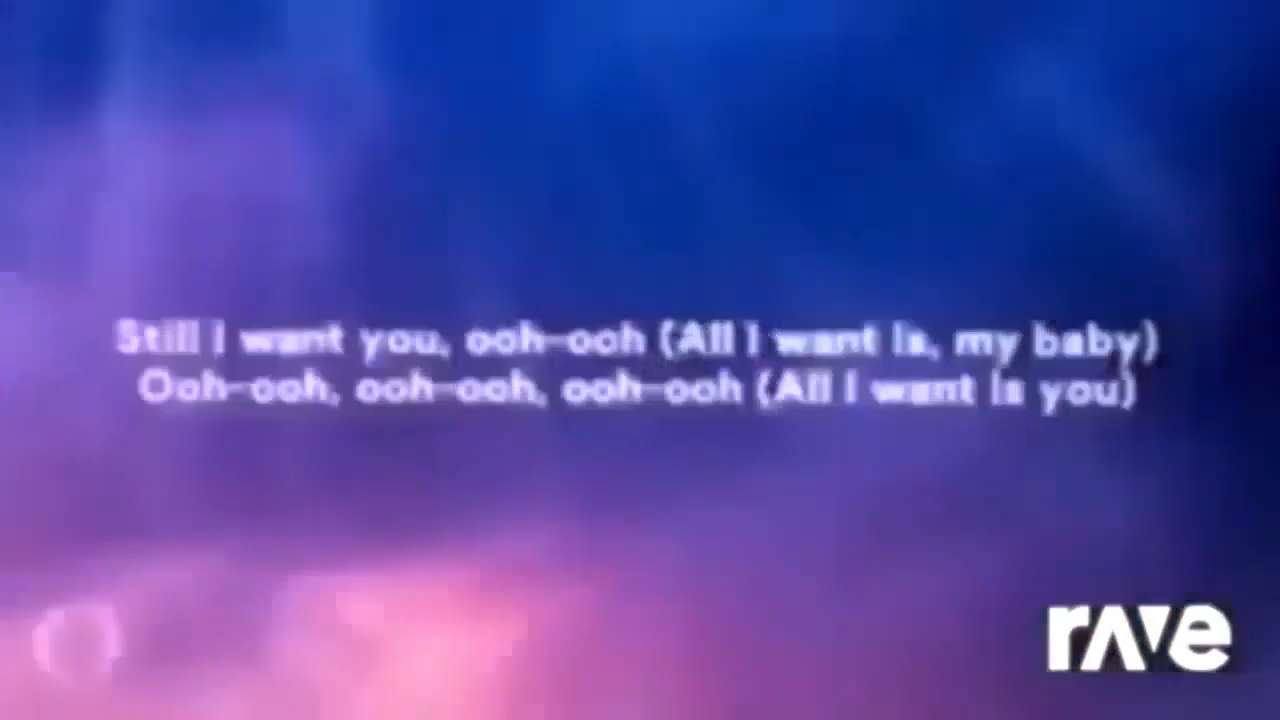 Still I want you, ooh-ooh (All I want is, my baby)
Ooh-ooh, ooh-ooh, ooh-ooh (All I want is you)
rave